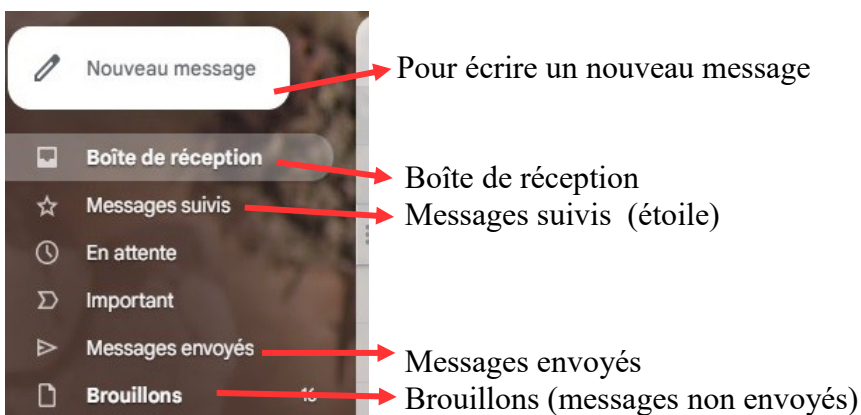 Nouveau message
Pour écrire un nouveau message
Boîte de réception
Boîte de réception
Messages suivis
Messages suivis (étoile)
En attente
Important
Messages envoyés
Messages envoyés
Brouillons
Brouillons (messages non envoyés)